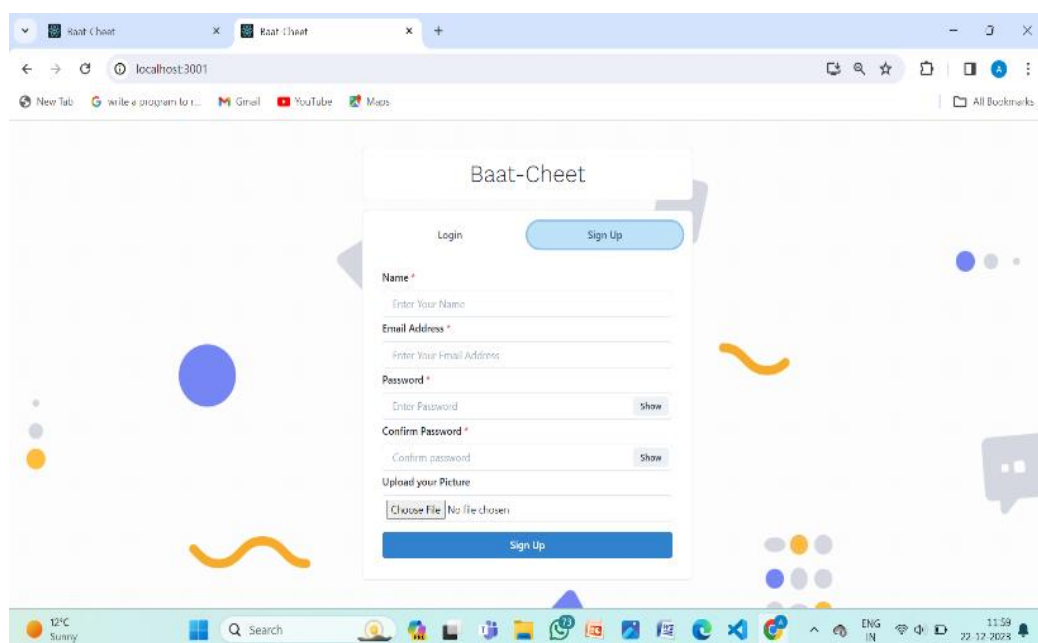 Baat-Cheet Baat-Cheet
localhost:3001
New Tab write a program to r... Gmail YouTube Maps All Bookmarks
Baat-Cheet
Login Sign Up
Name *
Enter Your Name
Email Address *
Enter Your Email Address
Password *
Enter Password Show
Confirm Password *
Confirm password Show
Upload your Picture
Choose File No file chosen
Sign Up
12°C
Sunny
Search
ENG
IN
11:59
22-12-2023